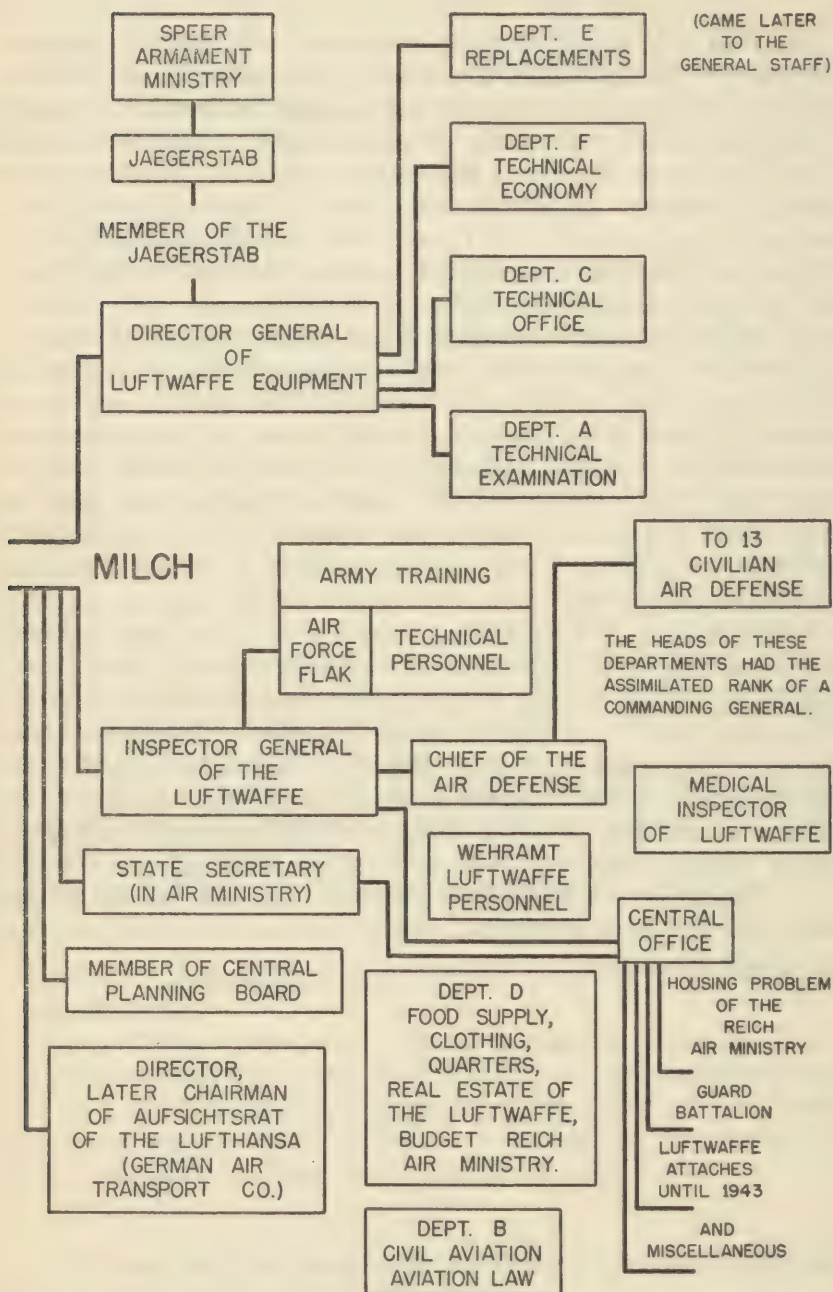 SPEER
ARMAMENT
MINISTRY
JAEGERSTAB
MEMBER OF THE
JAEGERSTAB
DIRECTOR GENERAL
OF
LUFTWAFFE EQUIPMENT
DEPT. E
REPLACEMENTS
(CAME LATER
TO THE
GENERAL STAFF)
DEPT. F
TECHNICAL
ECONOMY
DEPT. C
TECHNICAL
OFFICE
DEPT. A
TECHNICAL
EXAMINATION
MILCH
ARMY TRAINING
AIR
FORCE
FLAK
TECHNICAL
PERSONNEL
TO 13
CIVILIAN
AIR DEFENSE
THE HEADS OF THESE
DEPARTMENTS HAD THE
ASSIMILATED RANK OF A
COMMANDING GENERAL.
INSPECTOR GENERAL
OF THE
LUFTWAFFE
CHIEF OF THE
AIR DEFENSE
MEDICAL
INSPECTOR
OF LUFTWAFFE
STATE SECRETARY
(IN AIR MINISTRY)
WEHRAMT
LUFTWAFFE
PERSONNEL
CENTRAL
OFFICE
MEMBER OF CENTRAL
PLANNING BOARD
DEPT. D
FOOD SUPPLY,
CLOTHING,
QUARTERS,
REAL ESTATE OF
THE LUFTWAFFE,
BUDGET REICH
AIR MINISTRY.
HOUSING PROBLEM
OF THE
REICH
AIR MINISTRY
GUARD
BATTALION
LUFTWAFFE
ATTACHES
UNTIL 1943
AND
MISCELLANEOUS
DIRECTOR,
LATER CHAIRMAN
OF AUFSICHTSRAT
OF THE LUFTHANSA
(GERMAN AIR
TRANSPORT CO.)
DEPT. B
CIVIL AVIATION
AVIATION LAW